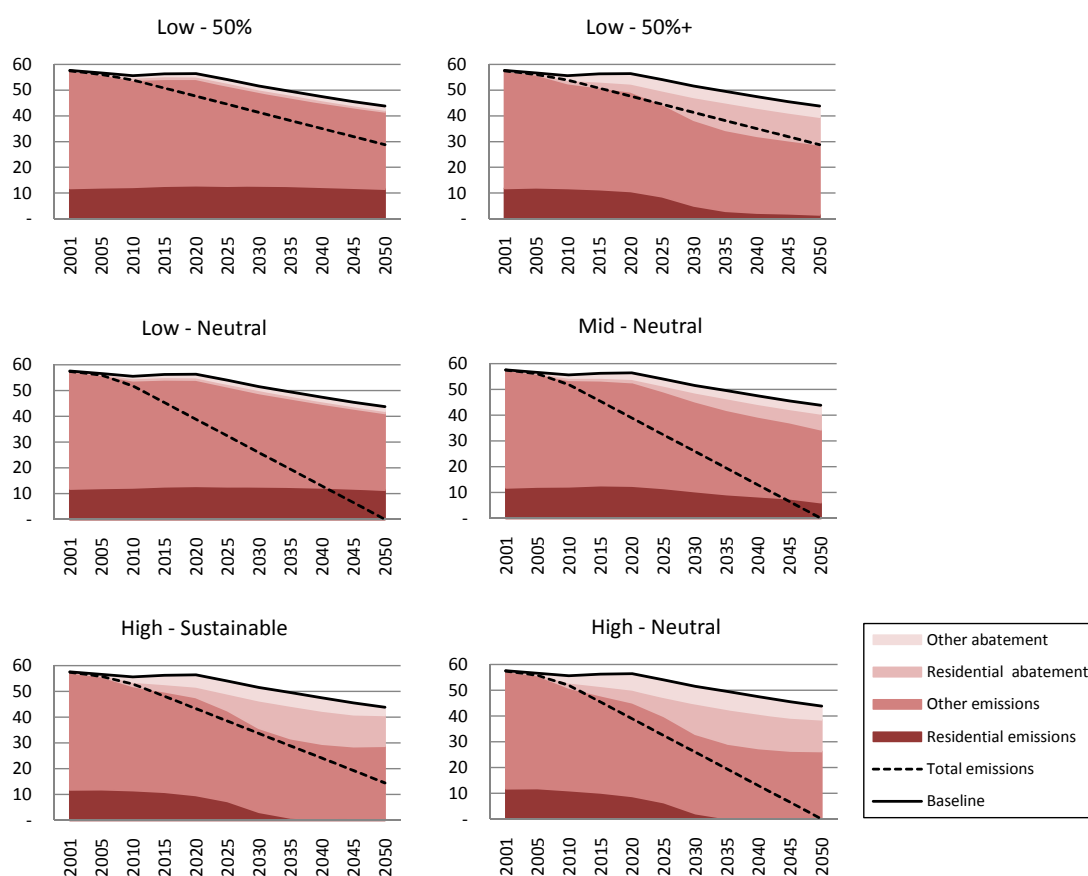 Low - 50%
60
50
40
30
20
10
-
2001 2005 2010 2015 2020 2025 2030 2035 2040 2045 2050
Low - 50%+
60
50
40
30
20
10
-
2001 2005 2010 2015 2020 2025 2030 2035 2040 2045 2050
Low - Neutral
60
50
40
30
20
10
-
2001 2005 2010 2015 2020 2025 2030 2035 2040 2045 2050
Mid - Neutral
60
50
40
30
20
10
-
2001 2005 2010 2015 2020 2025 2030 2035 2040 2045 2050
High - Sustainable
60
50
40
30
20
10
-
2001 2005 2010 2015 2020 2025 2030 2035 2040 2045 2050
High - Neutral
60
50
40
30
20
10
-
2001 2005 2010 2015 2020 2025 2030 2035 2040 2045 2050
Other abatement
Residential abatement
Other emissions
Residential emissions
Total emissions
Baseline